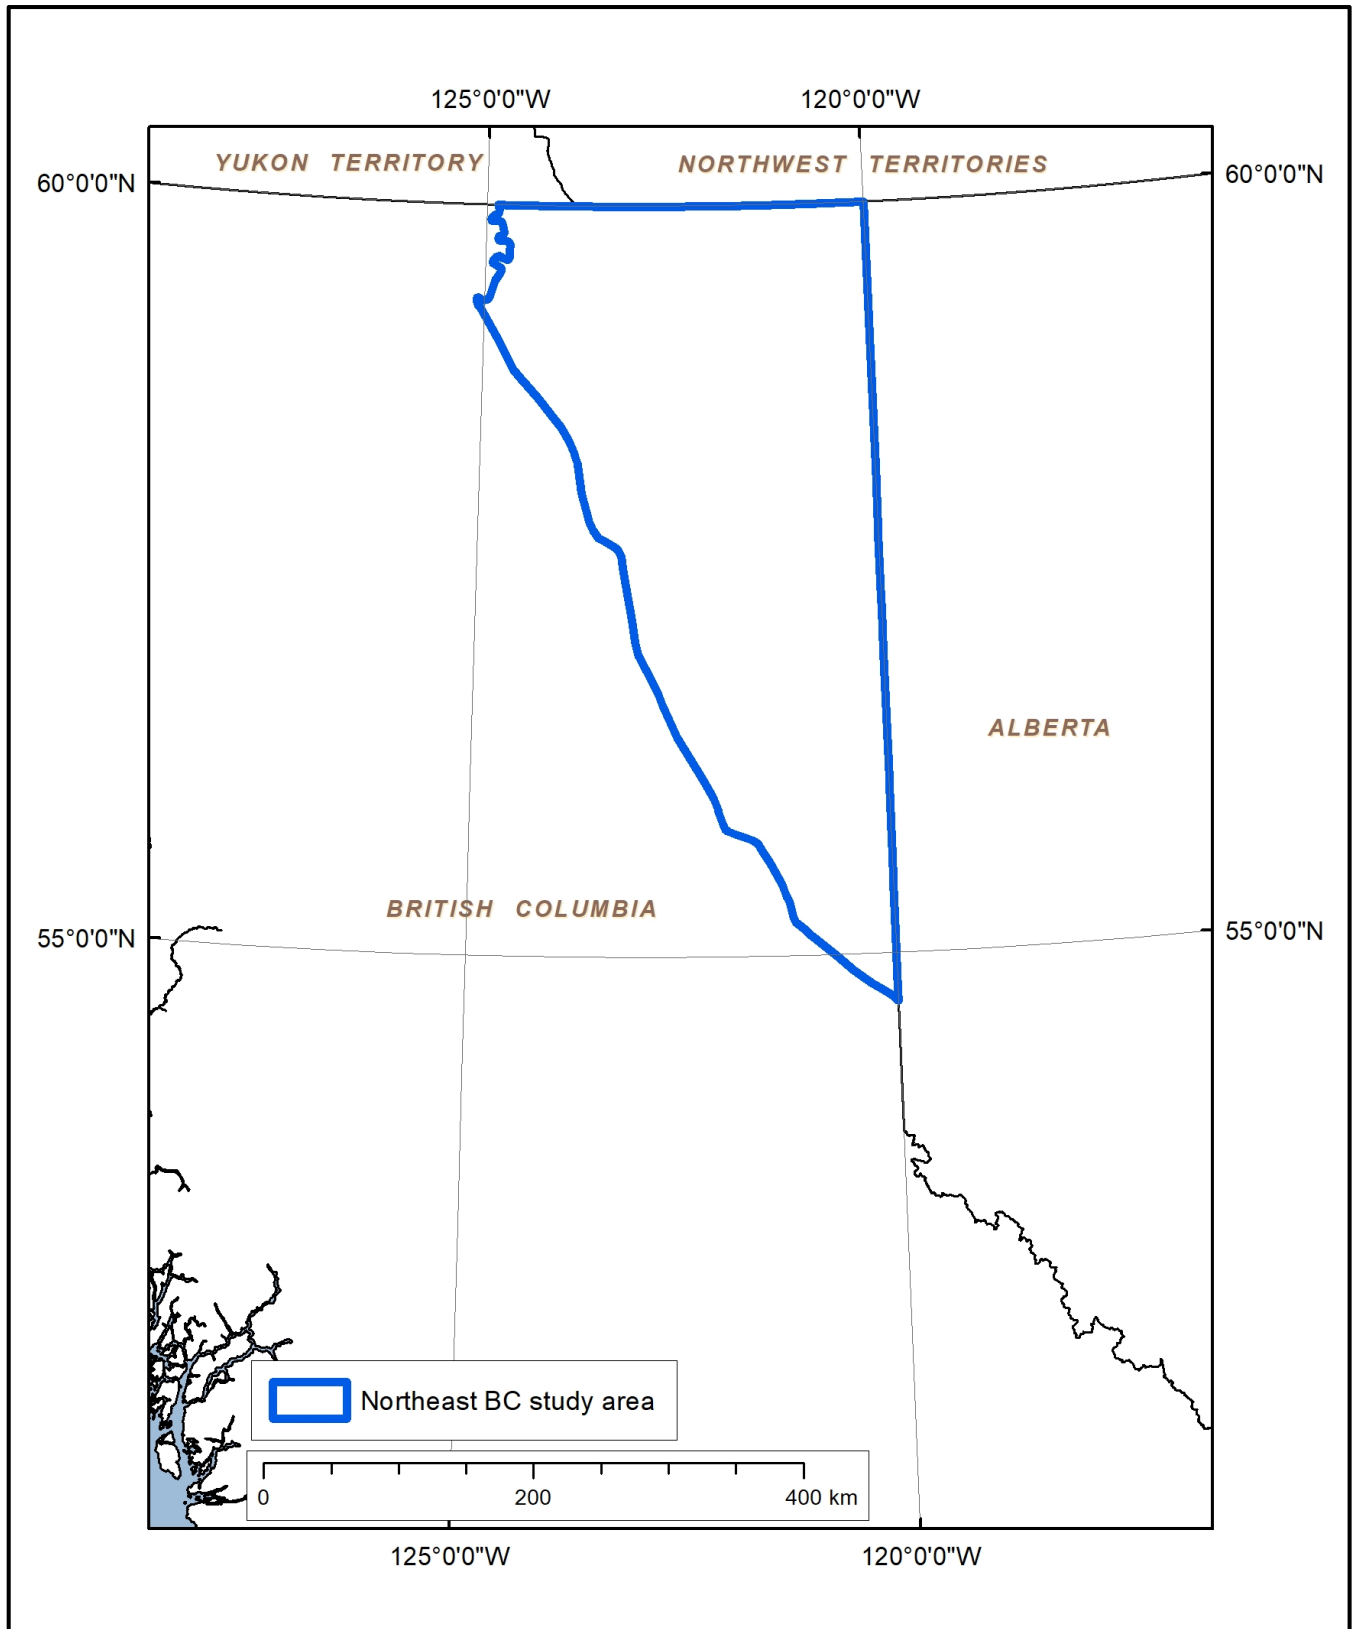 125°0'0"W 120°0'0"W
YUKON TERRITORY NORTHWEST TERRITORIES
60°0'0"N 60°0'0"N
ALBERTA
BRITISH COLUMBIA
55°0'0"N 55°0'0"N
Northeast BC study area
0 200 400 km
125°0'0"W 120°0'0"W